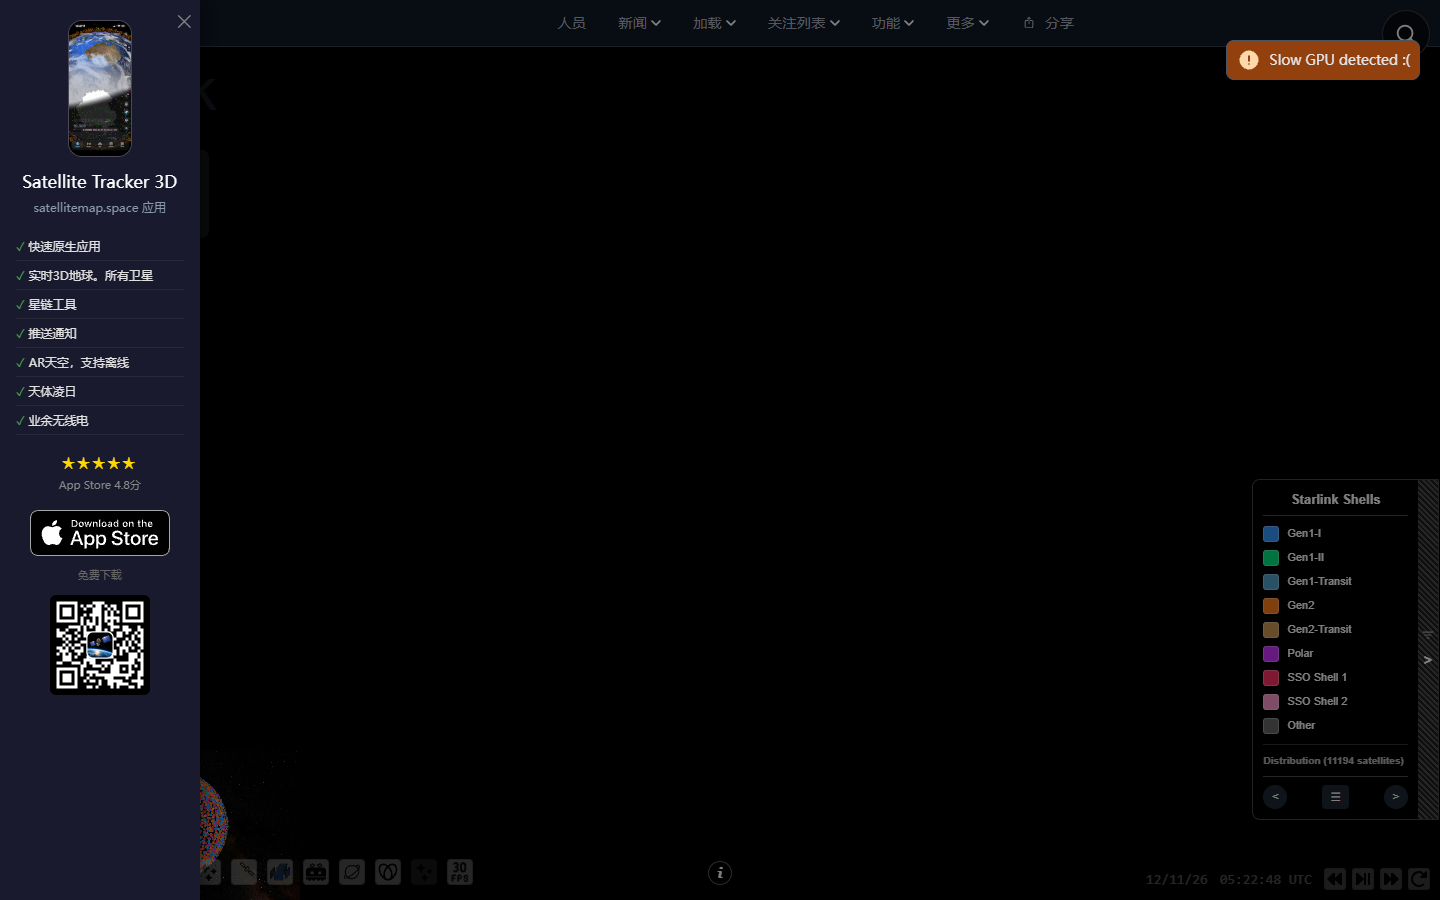 人员
新闻
加载
关注列表
功能
更多
分享
Slow GPU detected :(
Satellite Tracker 3D
satellitemap.space 应用
✓ 快速原生应用
✓ 实时3D地球。所有卫星
✓ 星链工具
✓ 推送通知
✓ AR天空，支持离线
✓ 天体凌日
✓ 业余无线电
★★★★★
App Store 4.8分
Download on the
App Store
免费下载
Starlink Shells
Gen1-I
Gen1-II
Gen1-Transit
Gen2
Gen2-Transit
Polar
SSO Shell 1
SSO Shell 2
Other
Distribution (11194 satellites)
< ☰ >
>
30
FPS
i
12/11/26 05:22:48 UTC